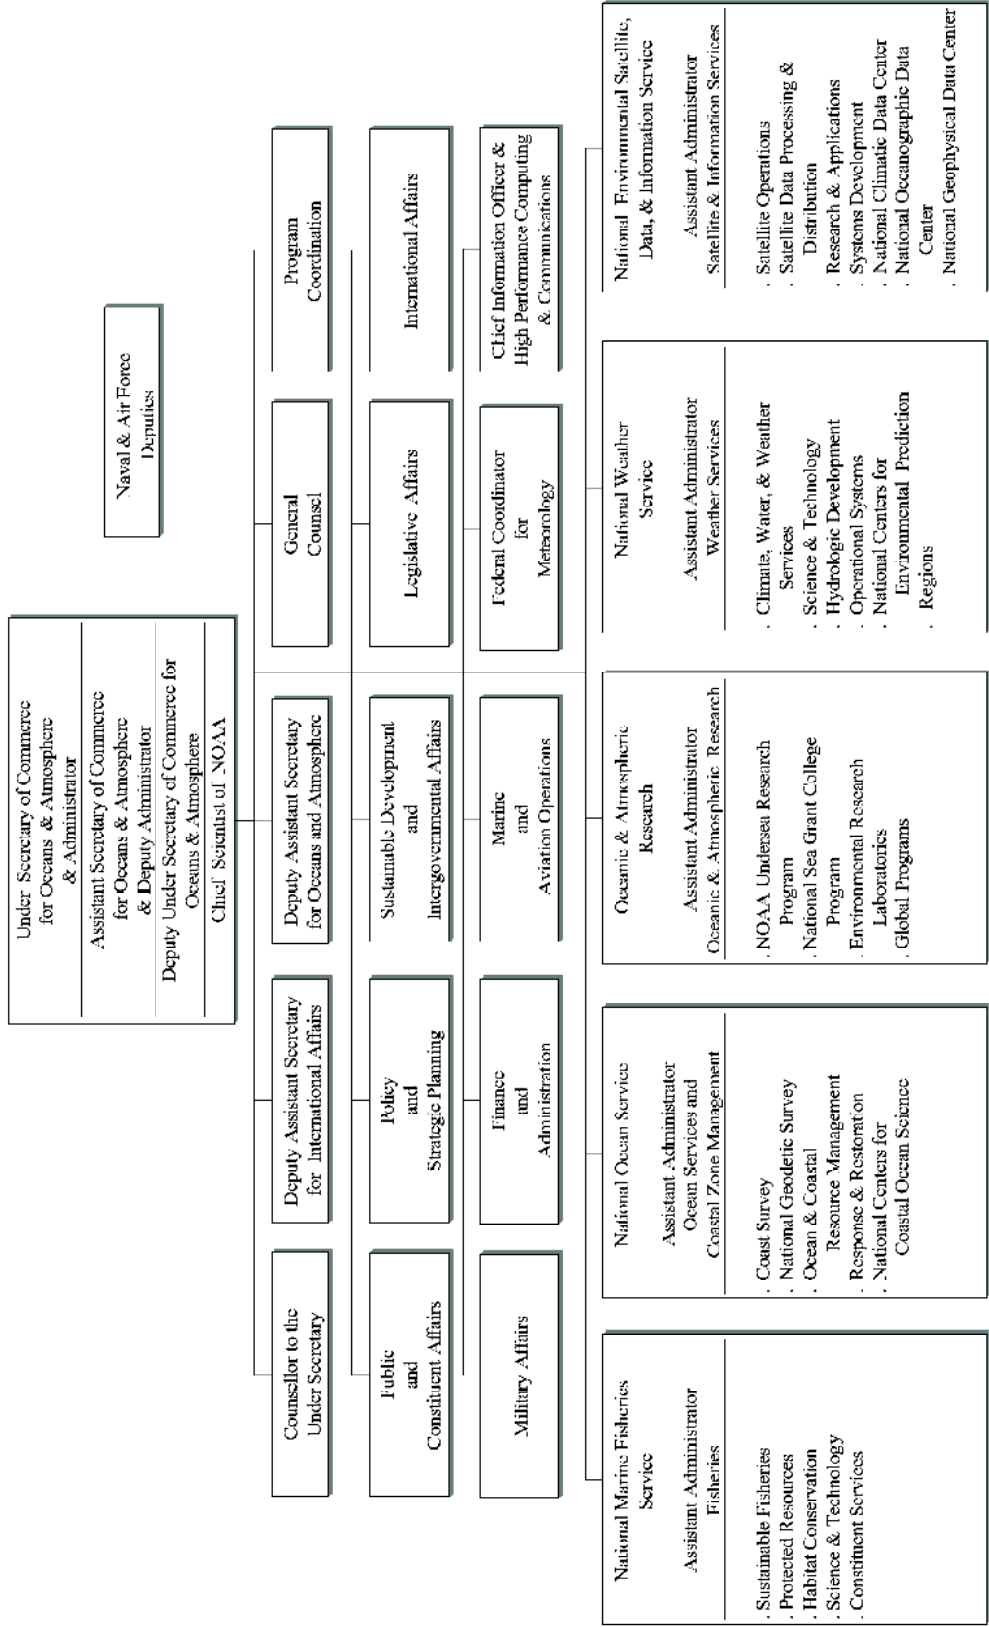 Under Secretary of Commerce
for Oceans & Atmosphere
& Administrator
Assistant Secretary of Commerce
for Oceans & Atmosphere
& Deputy Administrator
Deputy Under Secretary of Commerce for
Oceans & Atmosphere
Chief Scientist of NOAA
Naval & Air Force
Deputies
Counsellor to the
Under Secretary
Deputy Assistant Secretary
for International Affairs
Deputy Assistant Secretary
for Oceans and Atmosphere
General
Counsel
Program
Coordination
Public
and
Constituent Affairs
Policy
and
Strategic Planning
Sustainable Development
and
Intergovernmental Affairs
Legislative Affairs
International Affairs
Military Affairs
Finance
and
Administration
Marine
and
Aviation Operations
Federal Coordinator
for
Meteorology
Chief Information Officer &
High Performance Computing
& Communications
National Marine Fisheries
Service
Assistant Administrator
Fisheries
. Sustainable Fisheries
. Protected Resources
. Habitat Conservation
. Science & Technology
. Constituent Services
National Ocean Service
Assistant Administrator
Ocean Services and
Coastal Zone Management
. Coast Survey
. National Geodetic Survey
. Ocean & Coastal
Resource Management
. Response & Restoration
. National Centers for
Coastal Ocean Science
Oceanic & Atmospheric
Research
Assistant Administrator
Oceanic & Atmospheric Research
. NOAA Undersea Research
Program
. National Sea Grant College
Program
. Environmental Research
Laboratories
. Global Programs
National Weather
Service
Assistant Administrator
Weather Services
. Climate, Water, & Weather
Services
. Science & Technology
. Hydrologic Development
. Operational Systems
. National Centers for
Environmental Prediction
. Regions
National Environmental Satellite,
Data, & Information Service
Assistant Administrator
Satellite & Information Services
. Satellite Operations
. Satellite Data Processing &
Distribution
. Research & Applications
. Systems Development
. National Climatic Data Center
. National Oceanographic Data
Center
. National Geophysical Data Center